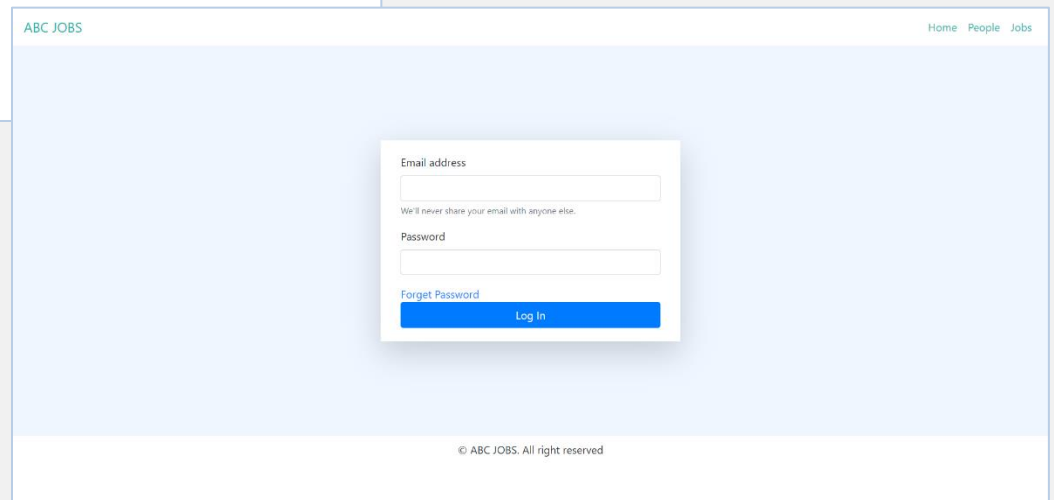 ABC JOBS
Home People Jobs
Email address
We'll never share your email with anyone else.
Password
Forget Password
Log In
© ABC JOBS. All right reserved